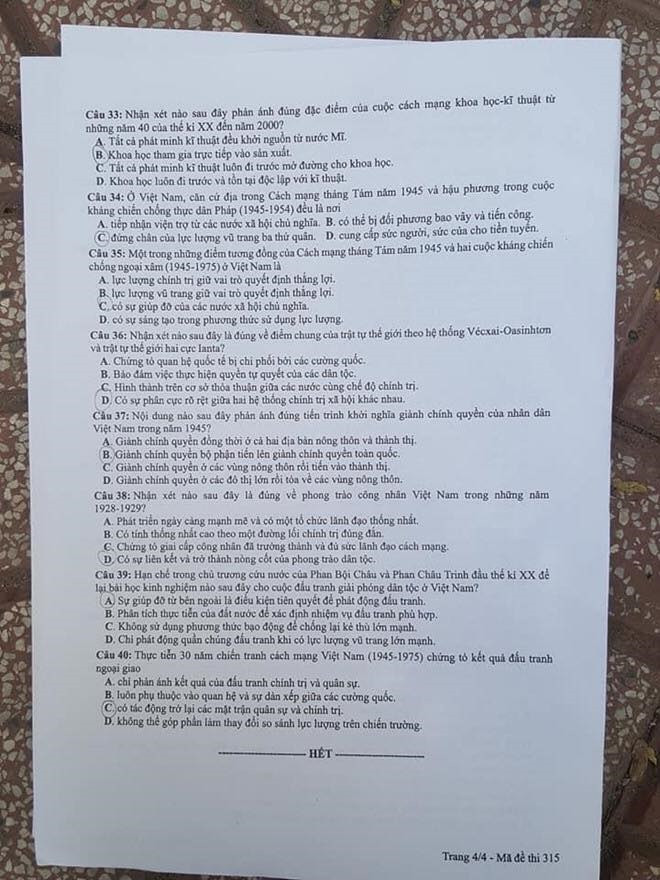 Câu 33: Nhận xét nào sau đây phản ánh đúng đặc điểm của cuộc cách mạng khoa học-kĩ thuật từ
những năm 40 của thế kỉ XX đến năm 2000?
A. Tất cả phát minh kĩ thuật đều khởi nguồn từ nước Mĩ.
B. Khoa học tham gia trực tiếp vào sản xuất.
C. Tất cả phát minh kĩ thuật luôn đi trước mở đường cho khoa học.
D. Khoa học luôn đi trước và tồn tại độc lập với kĩ thuật.
Câu 34: Ở Việt Nam, căn cứ địa trong Cách mạng tháng Tám năm 1945 và hậu phương trong cuộc
kháng chiến chống thực dân Pháp (1945-1954) đều là nơi
A. tiếp nhận viện trợ từ các nước xã hội chủ nghĩa. B. có thể bị đối phương bao vây và tiến công.
C. đứng chân của lực lượng vũ trang ba thứ quân. D. cung cấp sức người, sức của cho tiền tuyến.
Câu 35: Một trong những điểm tương đồng của Cách mạng tháng Tám năm 1945 và hai cuộc kháng chiến
chống ngoại xâm (1945-1975) ở Việt Nam là
A. lực lượng chính trị giữ vai trò quyết định thắng lợi.
B. lực lượng vũ trang giữ vai trò quyết định thắng lợi.
C. có sự giúp đỡ của các nước xã hội chủ nghĩa.
D. có sự sáng tạo trong phương thức sử dụng lực lượng.
Câu 36: Nhận xét nào sau đây là đúng về điểm chung của trật tự thế giới theo hệ thống Vécxai-Oasinhtơn
và trật tự thế giới hai cực Ianta?
A. Chứng tỏ quan hệ quốc tế bị chi phối bởi các cường quốc.
B. Bảo đảm việc thực hiện quyền tự quyết của các dân tộc.
C. Hình thành trên cơ sở thỏa thuận giữa các nước cùng chế độ chính trị.
D. Có sự phân cực rõ rệt giữa hai hệ thống chính trị xã hội khác nhau.
Câu 37: Nội dung nào sau đây phản ánh đúng tiến trình khởi nghĩa giành chính quyền của nhân dân
Việt Nam trong năm 1945?
A. Giành chính quyền đồng thời ở cả hai địa bàn nông thôn và thành thị.
B. Giành chính quyền bộ phận tiến lên giành chính quyền toàn quốc.
C. Giành chính quyền ở các vùng nông thôn rồi tiến vào thành thị.
D. Giành chính quyền ở các đô thị lớn rồi tỏa về các vùng nông thôn.
Câu 38: Nhận xét nào sau đây là đúng về phong trào công nhân Việt Nam trong những năm
1928-1929?
A. Phát triển ngày càng mạnh mẽ và có một tổ chức lãnh đạo thống nhất.
B. Có tính thống nhất cao theo một đường lối chính trị đúng đắn.
C. Chứng tỏ giai cấp công nhân đã trưởng thành và đủ sức lãnh đạo cách mạng.
D. Có sự liên kết và trở thành nòng cốt của phong trào dân tộc.
Câu 39: Hạn chế trong chủ trương cứu nước của Phan Bội Châu và Phan Châu Trinh đầu thế kỉ XX để
lại bài học kinh nghiệm nào sau đây cho cuộc đấu tranh giải phóng dân tộc ở Việt Nam?
A. Sự giúp đỡ từ bên ngoài là điều kiện tiên quyết để phát động đấu tranh.
B. Phân tích thực tiễn của đất nước để xác định nhiệm vụ đấu tranh phù hợp.
C. Không sử dụng phương thức bạo động để chống lại kẻ thù lớn mạnh.
D. Chỉ phát động quần chúng đấu tranh khi có lực lượng vũ trang lớn mạnh.
Câu 40: Thực tiễn 30 năm chiến tranh cách mạng Việt Nam (1945-1975) chứng tỏ kết quả đấu tranh
ngoại giao
A. chỉ phản ánh kết quả của đấu tranh chính trị và quân sự.
B. luôn phụ thuộc vào quan hệ và sự dàn xếp giữa các cường quốc.
C. có tác động trở lại các mặt trận quân sự và chính trị.
D. không thể góp phần làm thay đổi so sánh lực lượng trên chiến trường.
HẾT
Trang 4/4 - Mã đề thi 315